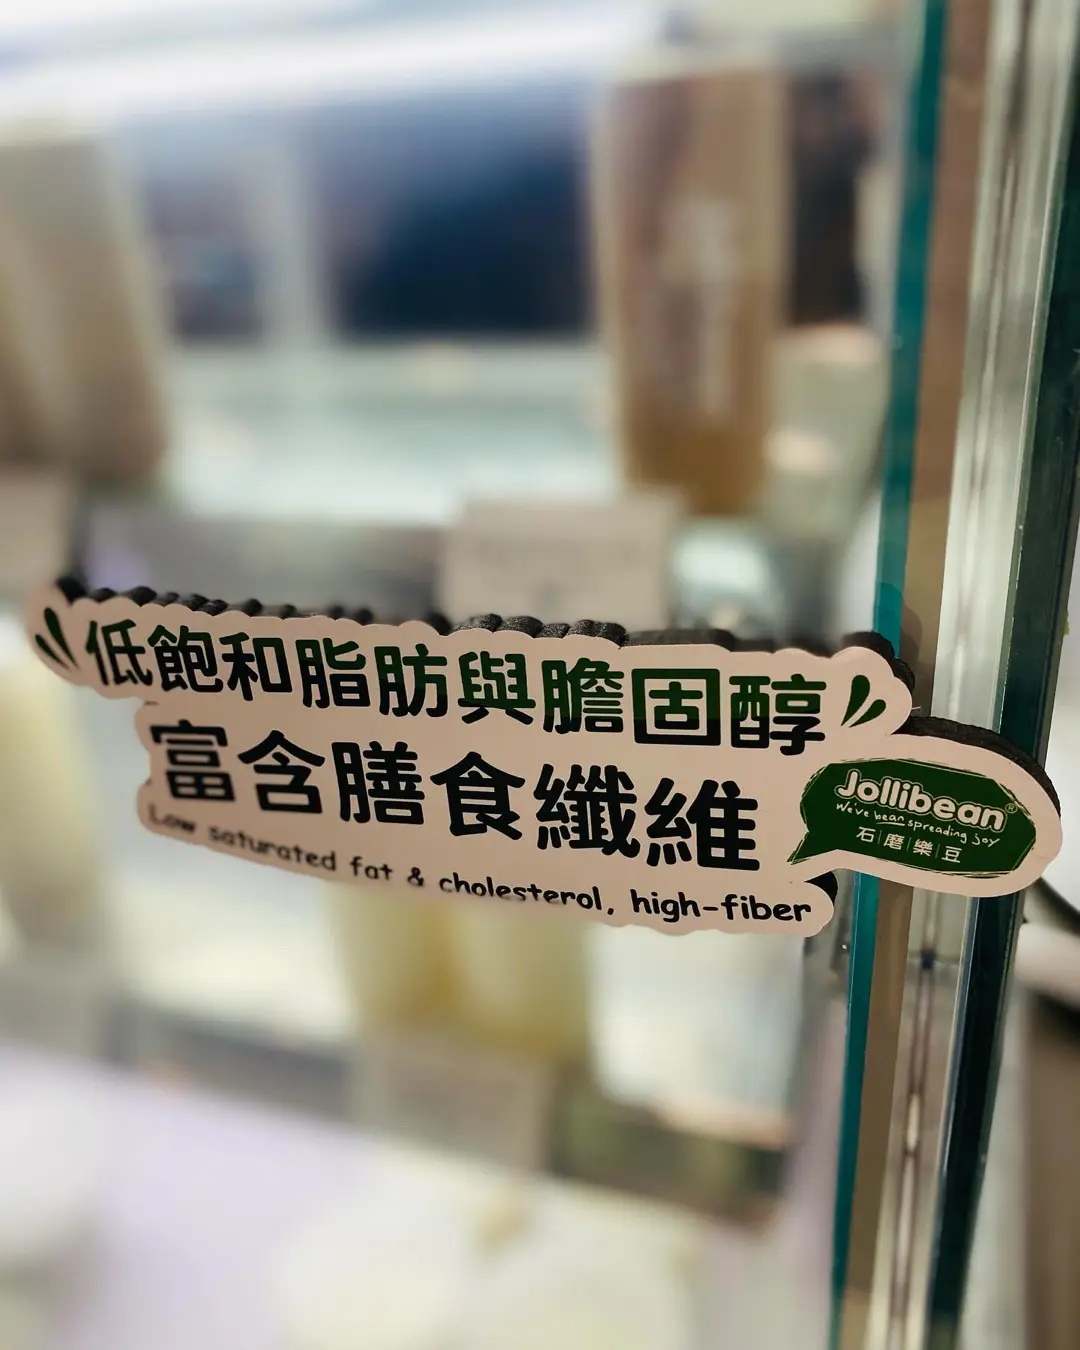 低飽和脂肪與膽固醇
富含膳食纖維
Low saturated fat & cholesterol, high-fiber
Jollibean®
We've bean spreading joy
石|磨|樂|豆